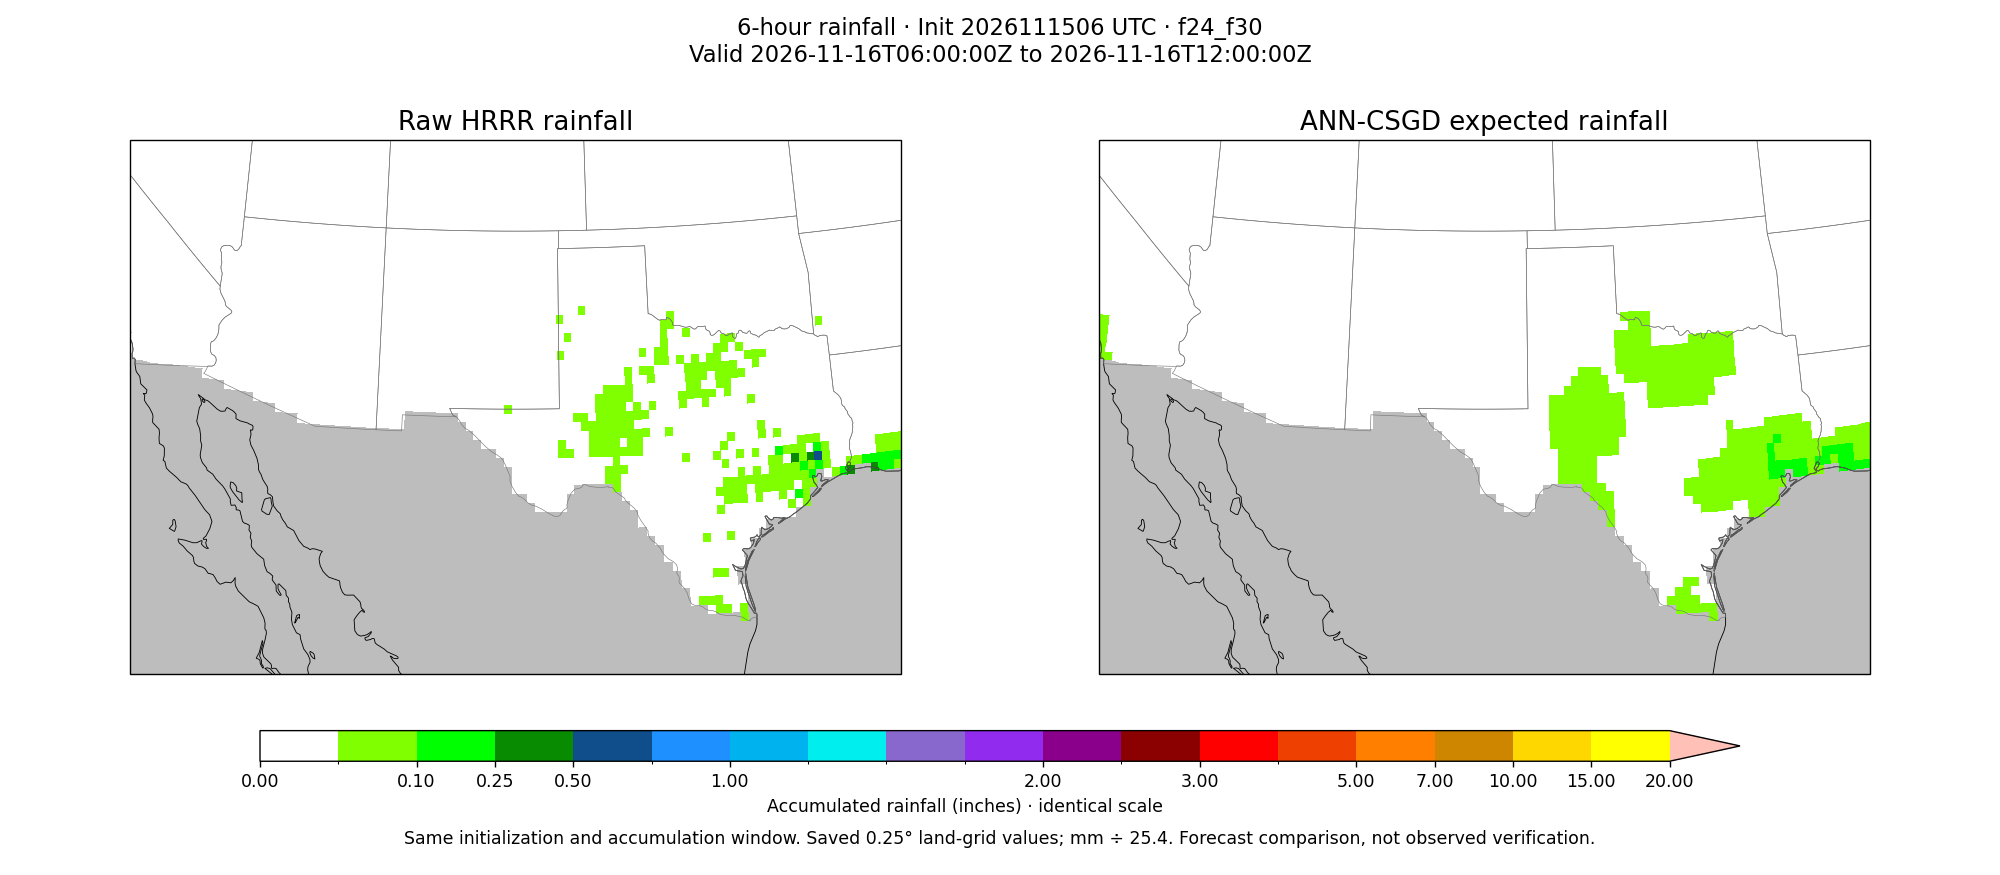 6-hour rainfall · Init 2026111506 UTC · f24_f30
Valid 2026-11-16T06:00:00Z to 2026-11-16T12:00:00Z
Raw HRRR rainfall
ANN-CSGD expected rainfall
0.00 0.10 0.25 0.50 1.00 2.00 3.00 5.00 7.00 10.00 15.00 20.00
Accumulated rainfall (inches) · identical scale
Same initialization and accumulation window. Saved 0.25° land-grid values; mm ÷ 25.4. Forecast comparison, not observed verification.